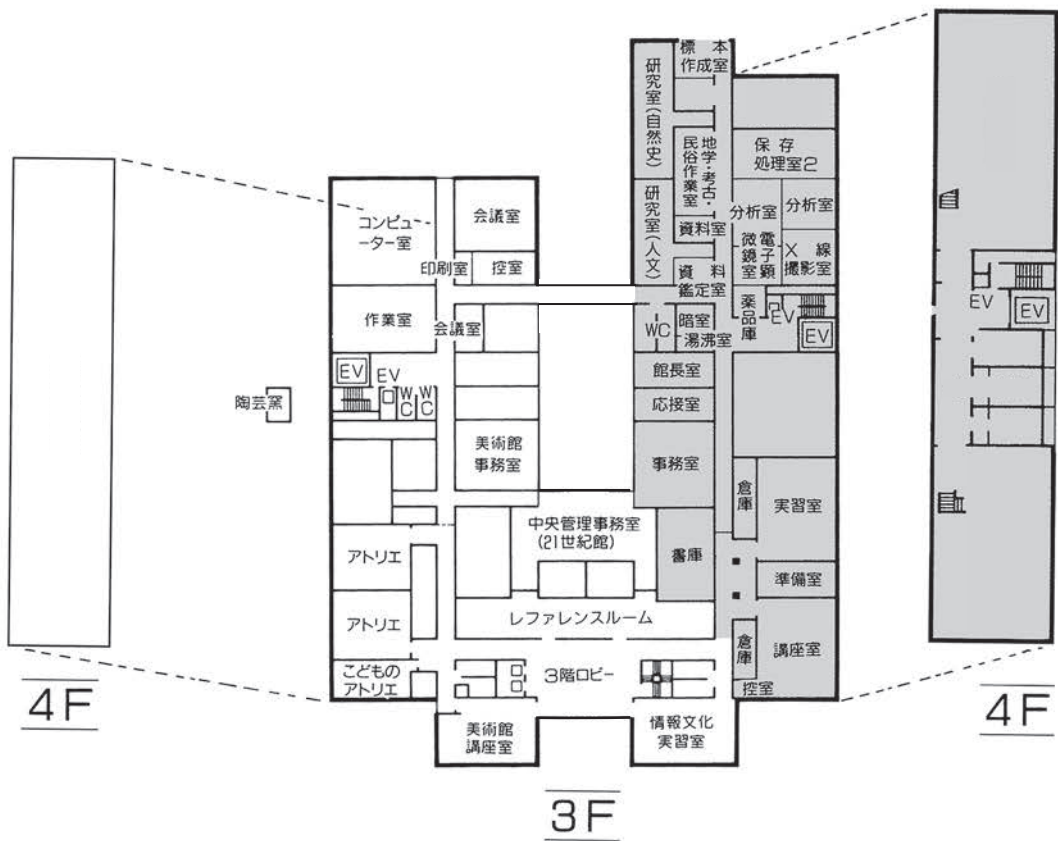 標本
作成室
研究室(自然史)
地学・考古・
民俗作業室
保存
処理室2
コンピュ
ーター室
会議室
研究室(人文)
資料室
分析室
分析室
電子顕
微鏡室
X線
撮影室
印刷室
控室
資料
鑑定室
薬品庫
EV
EV
EV
EV
作業室
会議室
WC
暗室
湯沸室
EV
EV
WC
WC
陶芸窯
館長室
応接室
美術館
事務室
事務室
倉庫
実習室
中央管理事務室
(21世紀館)
書庫
アトリエ
準備室
アトリエ
レファレンスルーム
倉庫
講座室
こどもの
アトリエ
3階ロビー
控室
4F
4F
美術館
講座室
情報文化
実習室
3F